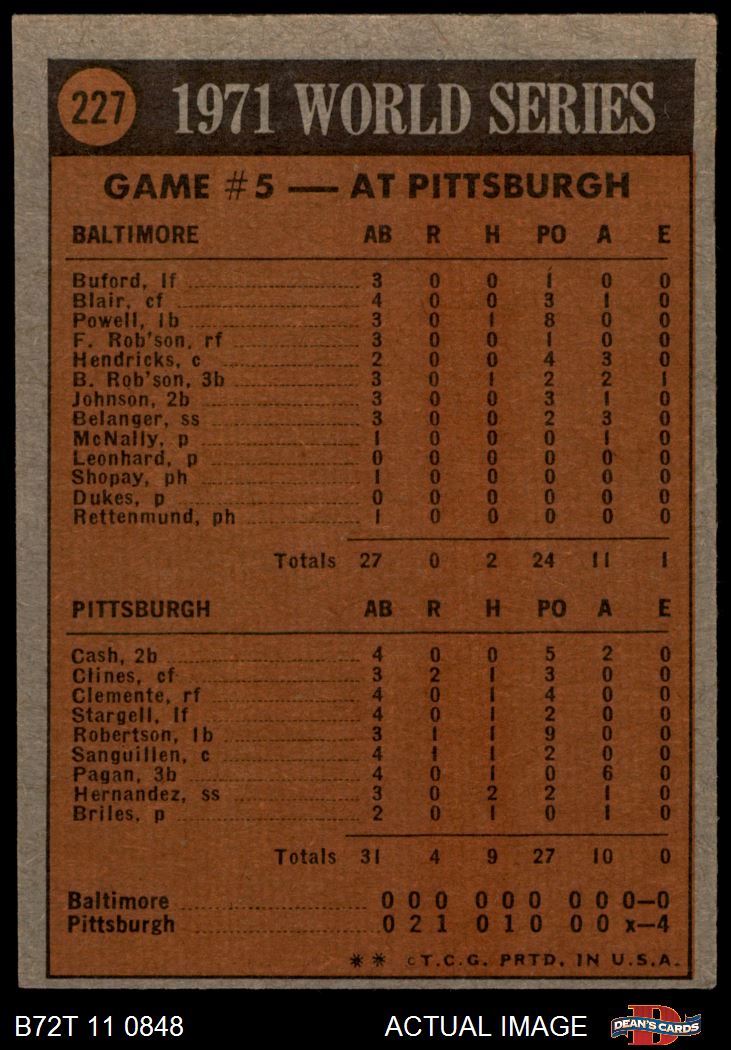 227 1971 WORLD SERIES
GAME #5 — AT PITTSBURGH
BALTIMORE AB R H PO A E
Buford, lf 3 0 0 1 0 0
Blair, cf 4 0 0 3 1 0
Powell, 1b 3 0 1 8 0 0
F. Rob'son, rf 3 0 0 1 0 0
Hendricks, c 2 0 0 4 3 0
B. Rob'son, 3b 3 0 1 2 2 1
Johnson, 2b 3 0 0 3 1 0
Belanger, ss 3 0 0 2 3 0
McNally, p 1 0 0 0 1 0
Leonhard, p 0 0 0 0 0 0
Shopay, ph 1 0 0 0 0 0
Dukes, p 0 0 0 0 0 0
Rettenmund, ph 1 0 0 0 0 0
Totals 27 0 2 24 11 1
PITTSBURGH AB R H PO A E
Cash, 2b 4 0 0 5 2 0
Clines, cf 3 2 1 3 0 0
Clemente, rf 4 0 1 4 0 0
Stargell, lf 4 0 1 2 0 0
Robertson, 1b 3 1 1 9 0 0
Sanguillen, c 4 1 1 2 0 0
Pagan, 3b 4 0 1 0 6 0
Hernandez, ss 3 0 2 2 1 0
Briles, p 2 0 1 0 1 0
Totals 31 4 9 27 10 0
Baltimore 0 0 0 0 0 0 0 0 0—0
Pittsburgh 0 2 1 0 1 0 0 0 x—4
** ©T.C.G. PRTD. IN U.S.A.
B72T 11 0848 ACTUAL IMAGE DEAN'S CARDS